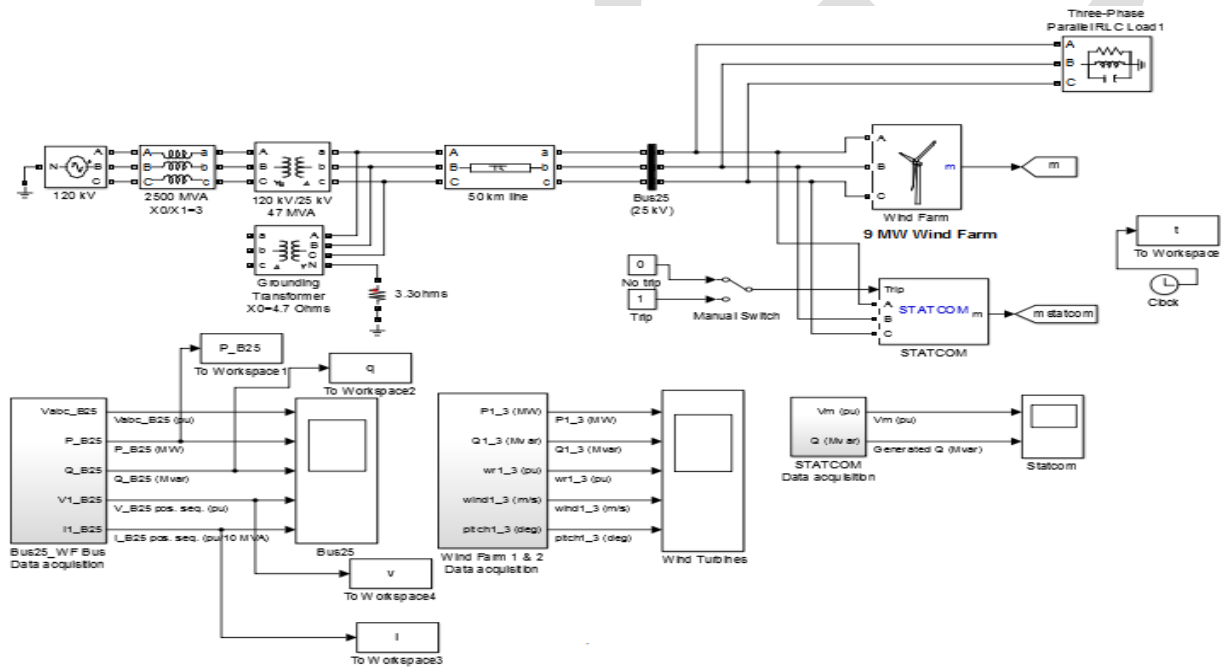 Three-Phase
Parallel RLC Load1
A
B
C
N
A
B
C
120 kV
A
B
C
a
b
c
2500 MVA
X0/X1=3
A
B
C
a
b
c
Yg
120 kV/25 kV
47 MVA
A
B
C
a
b
c
50 km line
Bus25
(25 kV)
A
B
C
m
Wind Farm
9 MW Wind Farm
m
a
b
c
A
B
C
N
Grounding
Transformer
X0=4.7 Ohms
3.3ohms
0
No trip
1
Trip
Manual Switch
Trip
A
B
C
STATCOM
m
STATCOM
m statcom
t
To Workspace
Clock
P_B25
To Workspace1
q
To Workspace2
Vabc_B25
P_B25
Q_B25
V1_B25
I1_B25
Vabc_B25 (pu)
P_B25 (MW)
Q_B25 (Mvar)
V_B25 pos. seq. (pu)
I_B25 pos. seq. (pu/10 MVA)
Bus25_WF Bus
Data acquisition
Bus25
P1_3 (MW)
Q1_3 (Mvar)
wr1_3 (pu)
wind1_3 (m/s)
pitch1_3 (deg)
P1_3 (MW)
Q1_3 (Mvar)
wr1_3 (pu)
wind1_3 (m/s)
pitch1_3 (deg)
Wind Farm 1 & 2
Data acquisition
Wind Turbines
Vm (pu)
Q (Mvar)
Vm (pu)
Generated Q (Mvar)
STATCOM
Data acquisition
Statcom
v
To Workspace4
I
To Workspace3